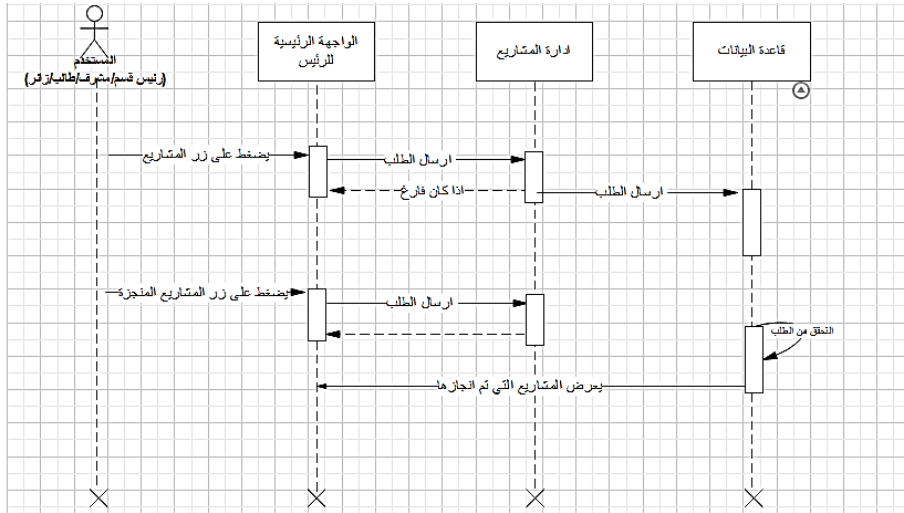 المستخدم
(رئيس قسم/مشرف/طالب/زائر)
الواجهة الرئيسية
للرئيس
ادارة المشاريع
قاعدة البيانات
يضغط على زر المشاريع
ارسال الطلب
اذا كان فارغ
ارسال الطلب
يضغط على زر المشاريع المنجزة
ارسال الطلب
التحقق من الطلب
يعرض المشاريع التي تم انجازها